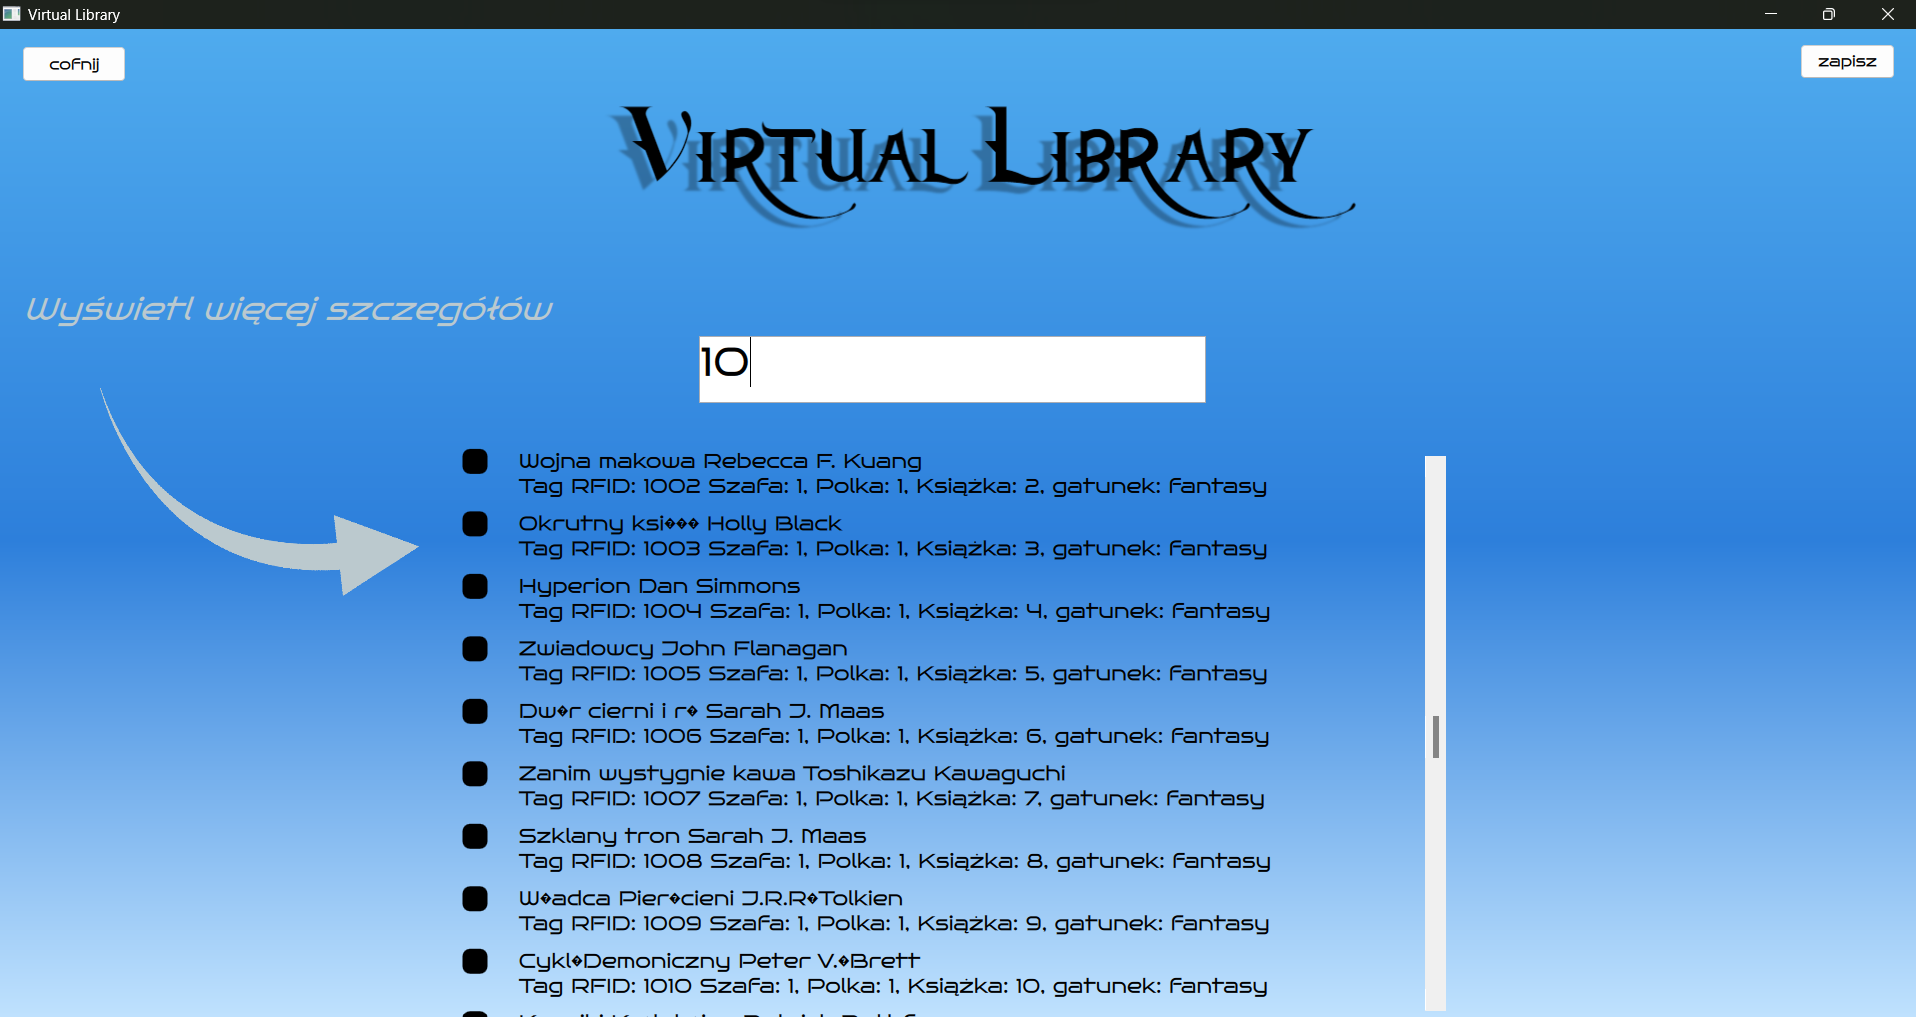 Virtual Library
cofnij
zapisz
Virtual Library
Wyświetl więcej szczegółów
10
Wojna makowa Rebecca F. Kuang
Tag RFID: 1002 Szafa: 1, Polka: 1, Książka: 2, gatunek: fantasy
Okrutny ksi��� Holly Black
Tag RFID: 1003 Szafa: 1, Polka: 1, Książka: 3, gatunek: fantasy
Hyperion Dan Simmons
Tag RFID: 1004 Szafa: 1, Polka: 1, Książka: 4, gatunek: fantasy
Zwiadowcy John Flanagan
Tag RFID: 1005 Szafa: 1, Polka: 1, Książka: 5, gatunek: fantasy
Dw�r cierni i r� Sarah J. Maas
Tag RFID: 1006 Szafa: 1, Polka: 1, Książka: 6, gatunek: fantasy
Zanim wystygnie kawa Toshikazu Kawaguchi
Tag RFID: 1007 Szafa: 1, Polka: 1, Książka: 7, gatunek: fantasy
Szklany tron Sarah J. Maas
Tag RFID: 1008 Szafa: 1, Polka: 1, Książka: 8, gatunek: fantasy
W�adca Pier�cieni J.R.R�Tolkien
Tag RFID: 1009 Szafa: 1, Polka: 1, Książka: 9, gatunek: fantasy
Cykl�Demoniczny Peter V.�Brett
Tag RFID: 1010 Szafa: 1, Polka: 1, Książka: 10, gatunek: fantasy